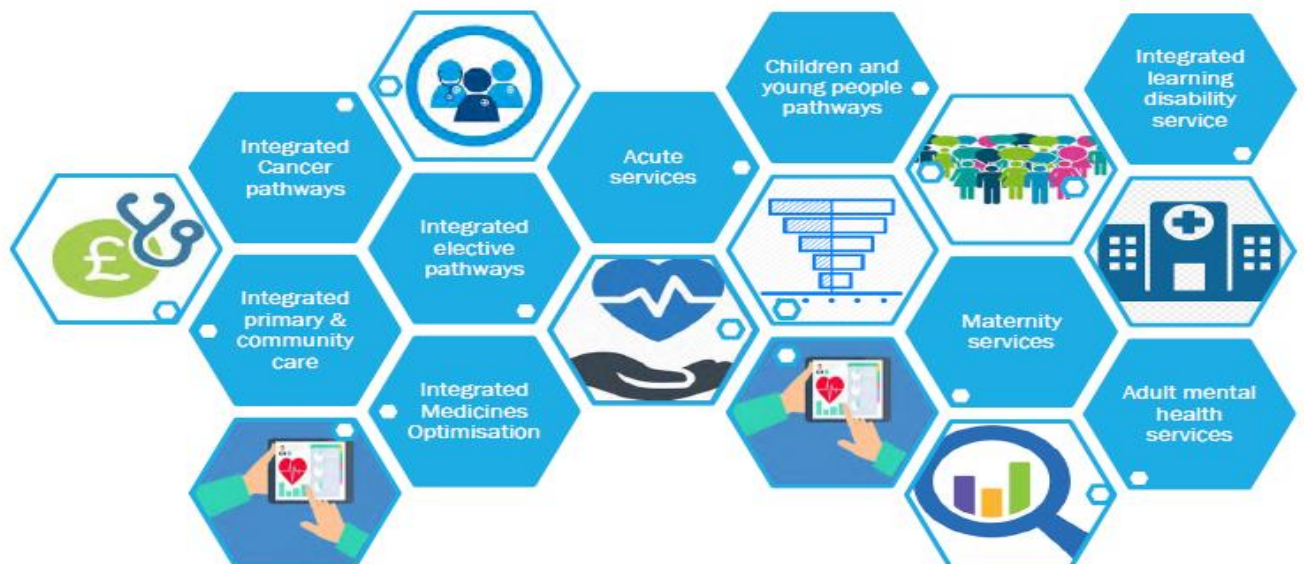 Integrated
Cancer
pathways
Integrated
primary &
community
care
Integrated
elective
pathways
Integrated
Medicines
Optimisation
Acute
services
Children and
young people
pathways
Maternity
services
Integrated
learning
disability
service
Adult mental
health
services
£